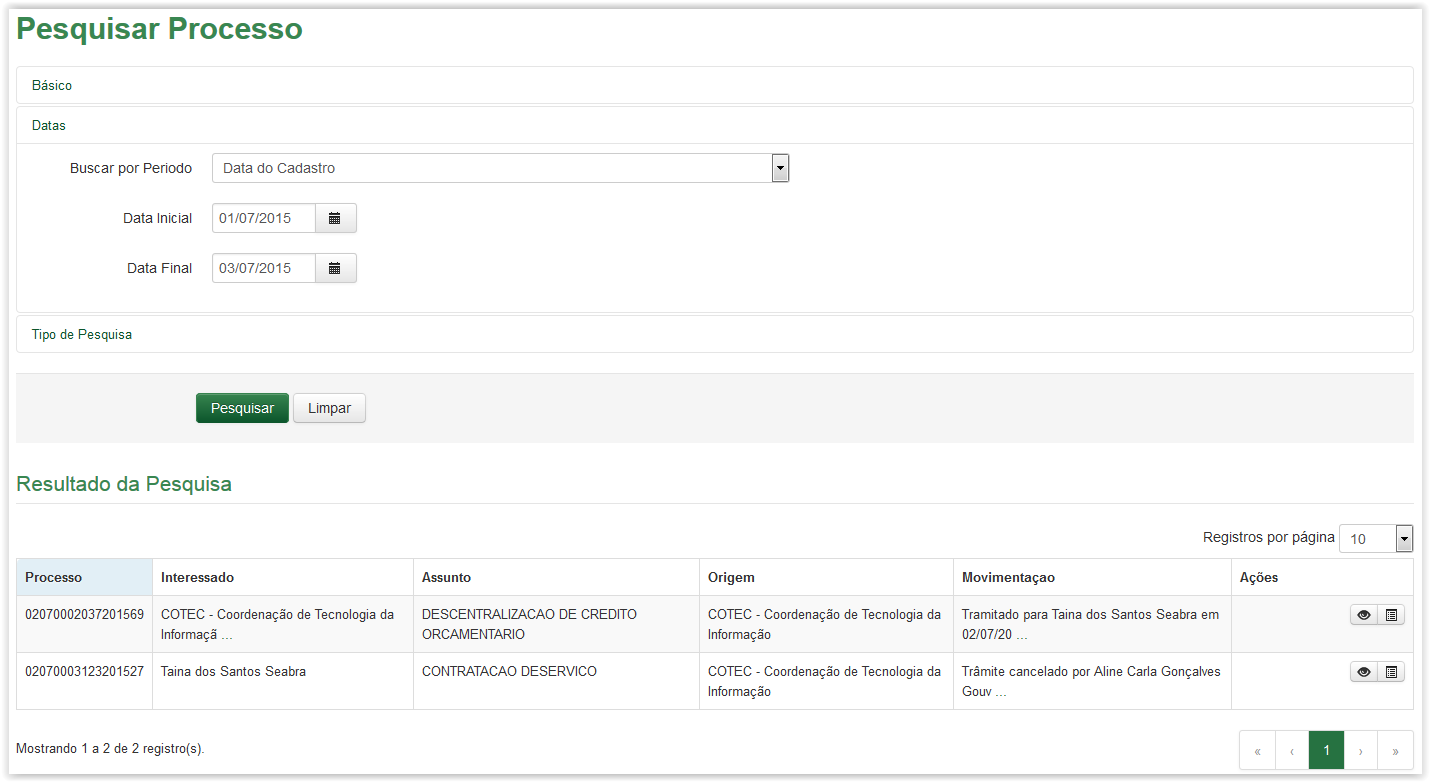 Pesquisar Processo
Básico
Datas
Buscar por Periodo Data do Cadastro
Data Inicial 01/07/2015
Data Final 03/07/2015
Tipo de Pesquisa
Pesquisar Limpar
Resultado da Pesquisa
Registros por página 10
Processo Interessado Assunto Origem Movimentaçao Ações
02070002037201569 COTEC - Coordenação de Tecnologia da DESCENTRALIZACAO DE CREDITO COTEC - Coordenação de Tecnologia da Tramitado para Taina dos Santos Seabra em
Informaçã ... ORCAMENTARIO Informação 02/07/20 ...
02070003123201527 Taina dos Santos Seabra CONTRATACAO DESERVICO COTEC - Coordenação de Tecnologia da Trâmite cancelado por Aline Carla Gonçalves
Informação Gouv ...
Mostrando 1 a 2 de 2 registro(s). « ‹ 1 › »